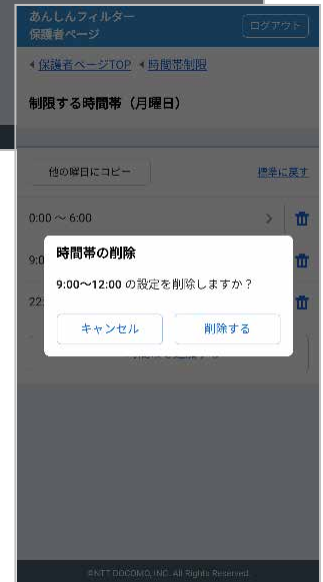 あんしんフィルター
保護者ページ
ログアウト
保護者ページTOP
時間帯制限
制限する時間帯（月曜日）
他の曜日にコピー
標準に戻す
0:00 ～ 6:00
9:0
22:
時間帯の削除
9:00～12:00 の設定を削除しますか？
キャンセル
削除する
©NTT DOCOMO, INC. All Rights Reserved.